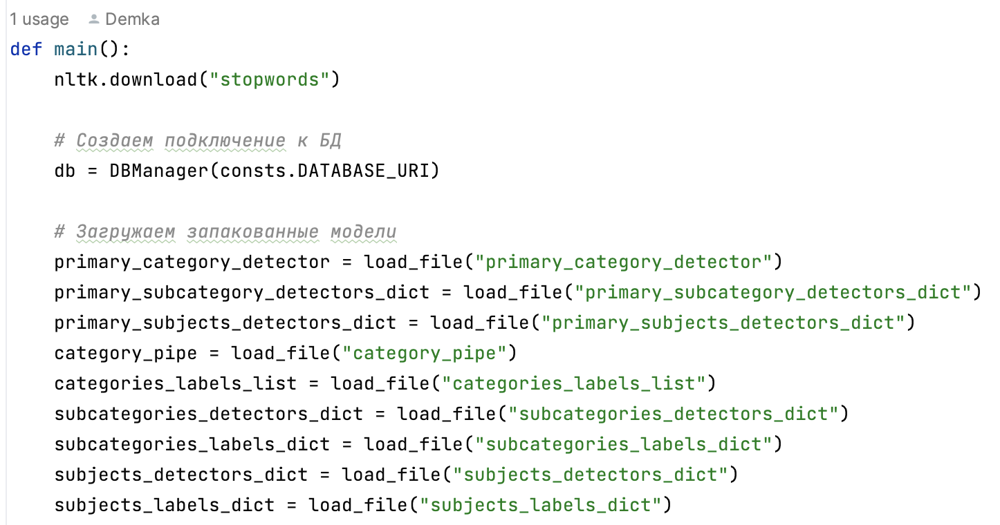 1 usage Demka
def main():
    nltk.download("stopwords")
    # Создаем подключение к БД
    db = DBManager(consts.DATABASE_URI)
    # Загружаем запакованные модели
    primary_category_detector = load_file("primary_category_detector")
    primary_subcategory_detectors_dict = load_file("primary_subcategory_detectors_dict")
    primary_subjects_detectors_dict = load_file("primary_subjects_detectors_dict")
    category_pipe = load_file("category_pipe")
    categories_labels_list = load_file("categories_labels_list")
    subcategories_detectors_dict = load_file("subcategories_detectors_dict")
    subcategories_labels_dict = load_file("subcategories_labels_dict")
    subjects_detectors_dict = load_file("subjects_detectors_dict")
    subjects_labels_dict = load_file("subjects_labels_dict")